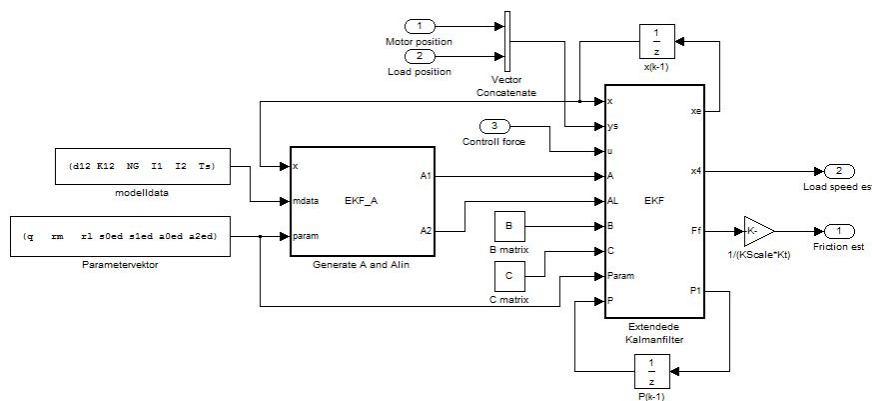 1
Motor position
2
Load position
Vector
Concatenate
1
z
x(k-1)
3
Controll force
(d12 K12 NG I1 I2 Ts)
modelldata
(q rm rl s0ed s1ed a0ed a2ed)
Parametervektor
x
mdata
param
EKF_A
A1
A2
Generate A and Alin
B
B matrix
C
C matrix
x
ys
u
A
AL
B
C
Param
P
EKF
xe
x4
Ff
P1
Extendede
Kalmanfilter
2
Load speed est
-K-
1/(KScale*Kt)
1
Friction est
1
z
P(k-1)